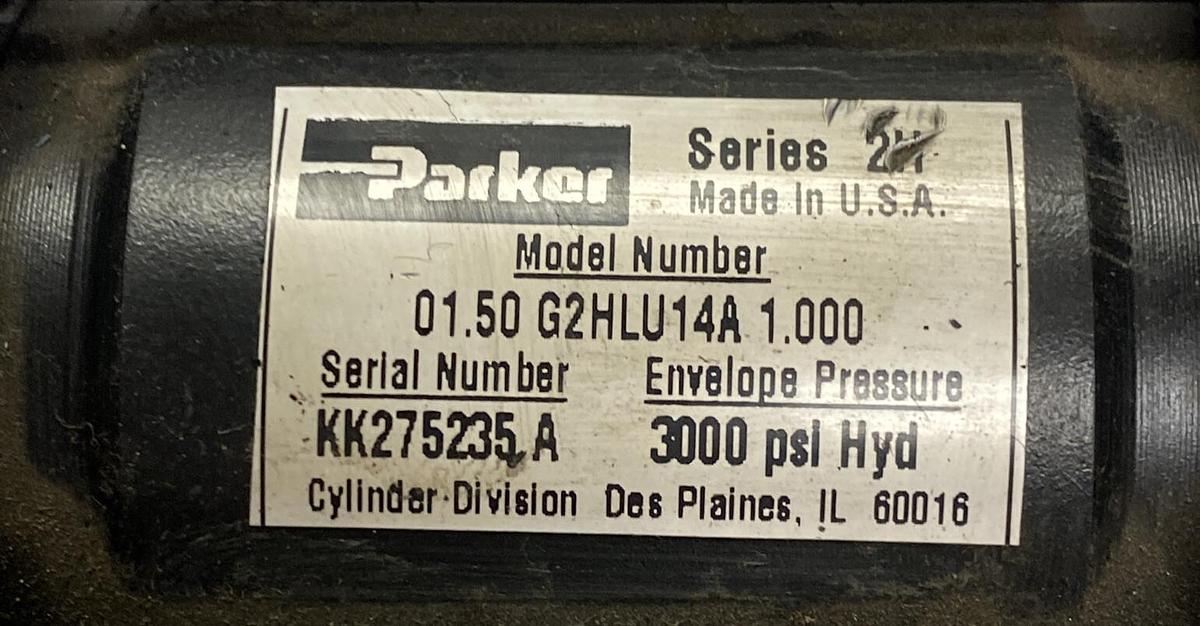 Parker
Series 2H
Made In U.S.A.
Model Number
01.50 G2HLU14A 1.000
Serial Number Envelope Pressure
KK275235 A 3000 psi Hyd
Cylinder Division Des Plaines, IL 60016